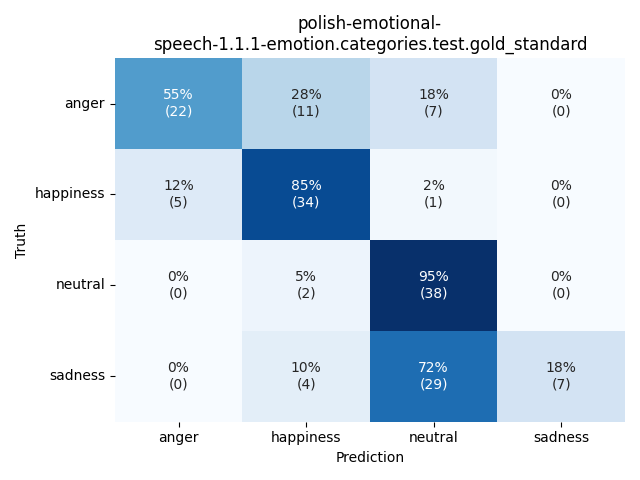 polish-emotional-
speech-1.1.1-emotion.categories.test.gold_standard
Truth
anger
55%
(22)
28%
(11)
18%
(7)
0%
(0)
happiness
12%
(5)
85%
(34)
2%
(1)
0%
(0)
neutral
0%
(0)
5%
(2)
95%
(38)
0%
(0)
sadness
0%
(0)
10%
(4)
72%
(29)
18%
(7)
anger
happiness
neutral
sadness
Prediction